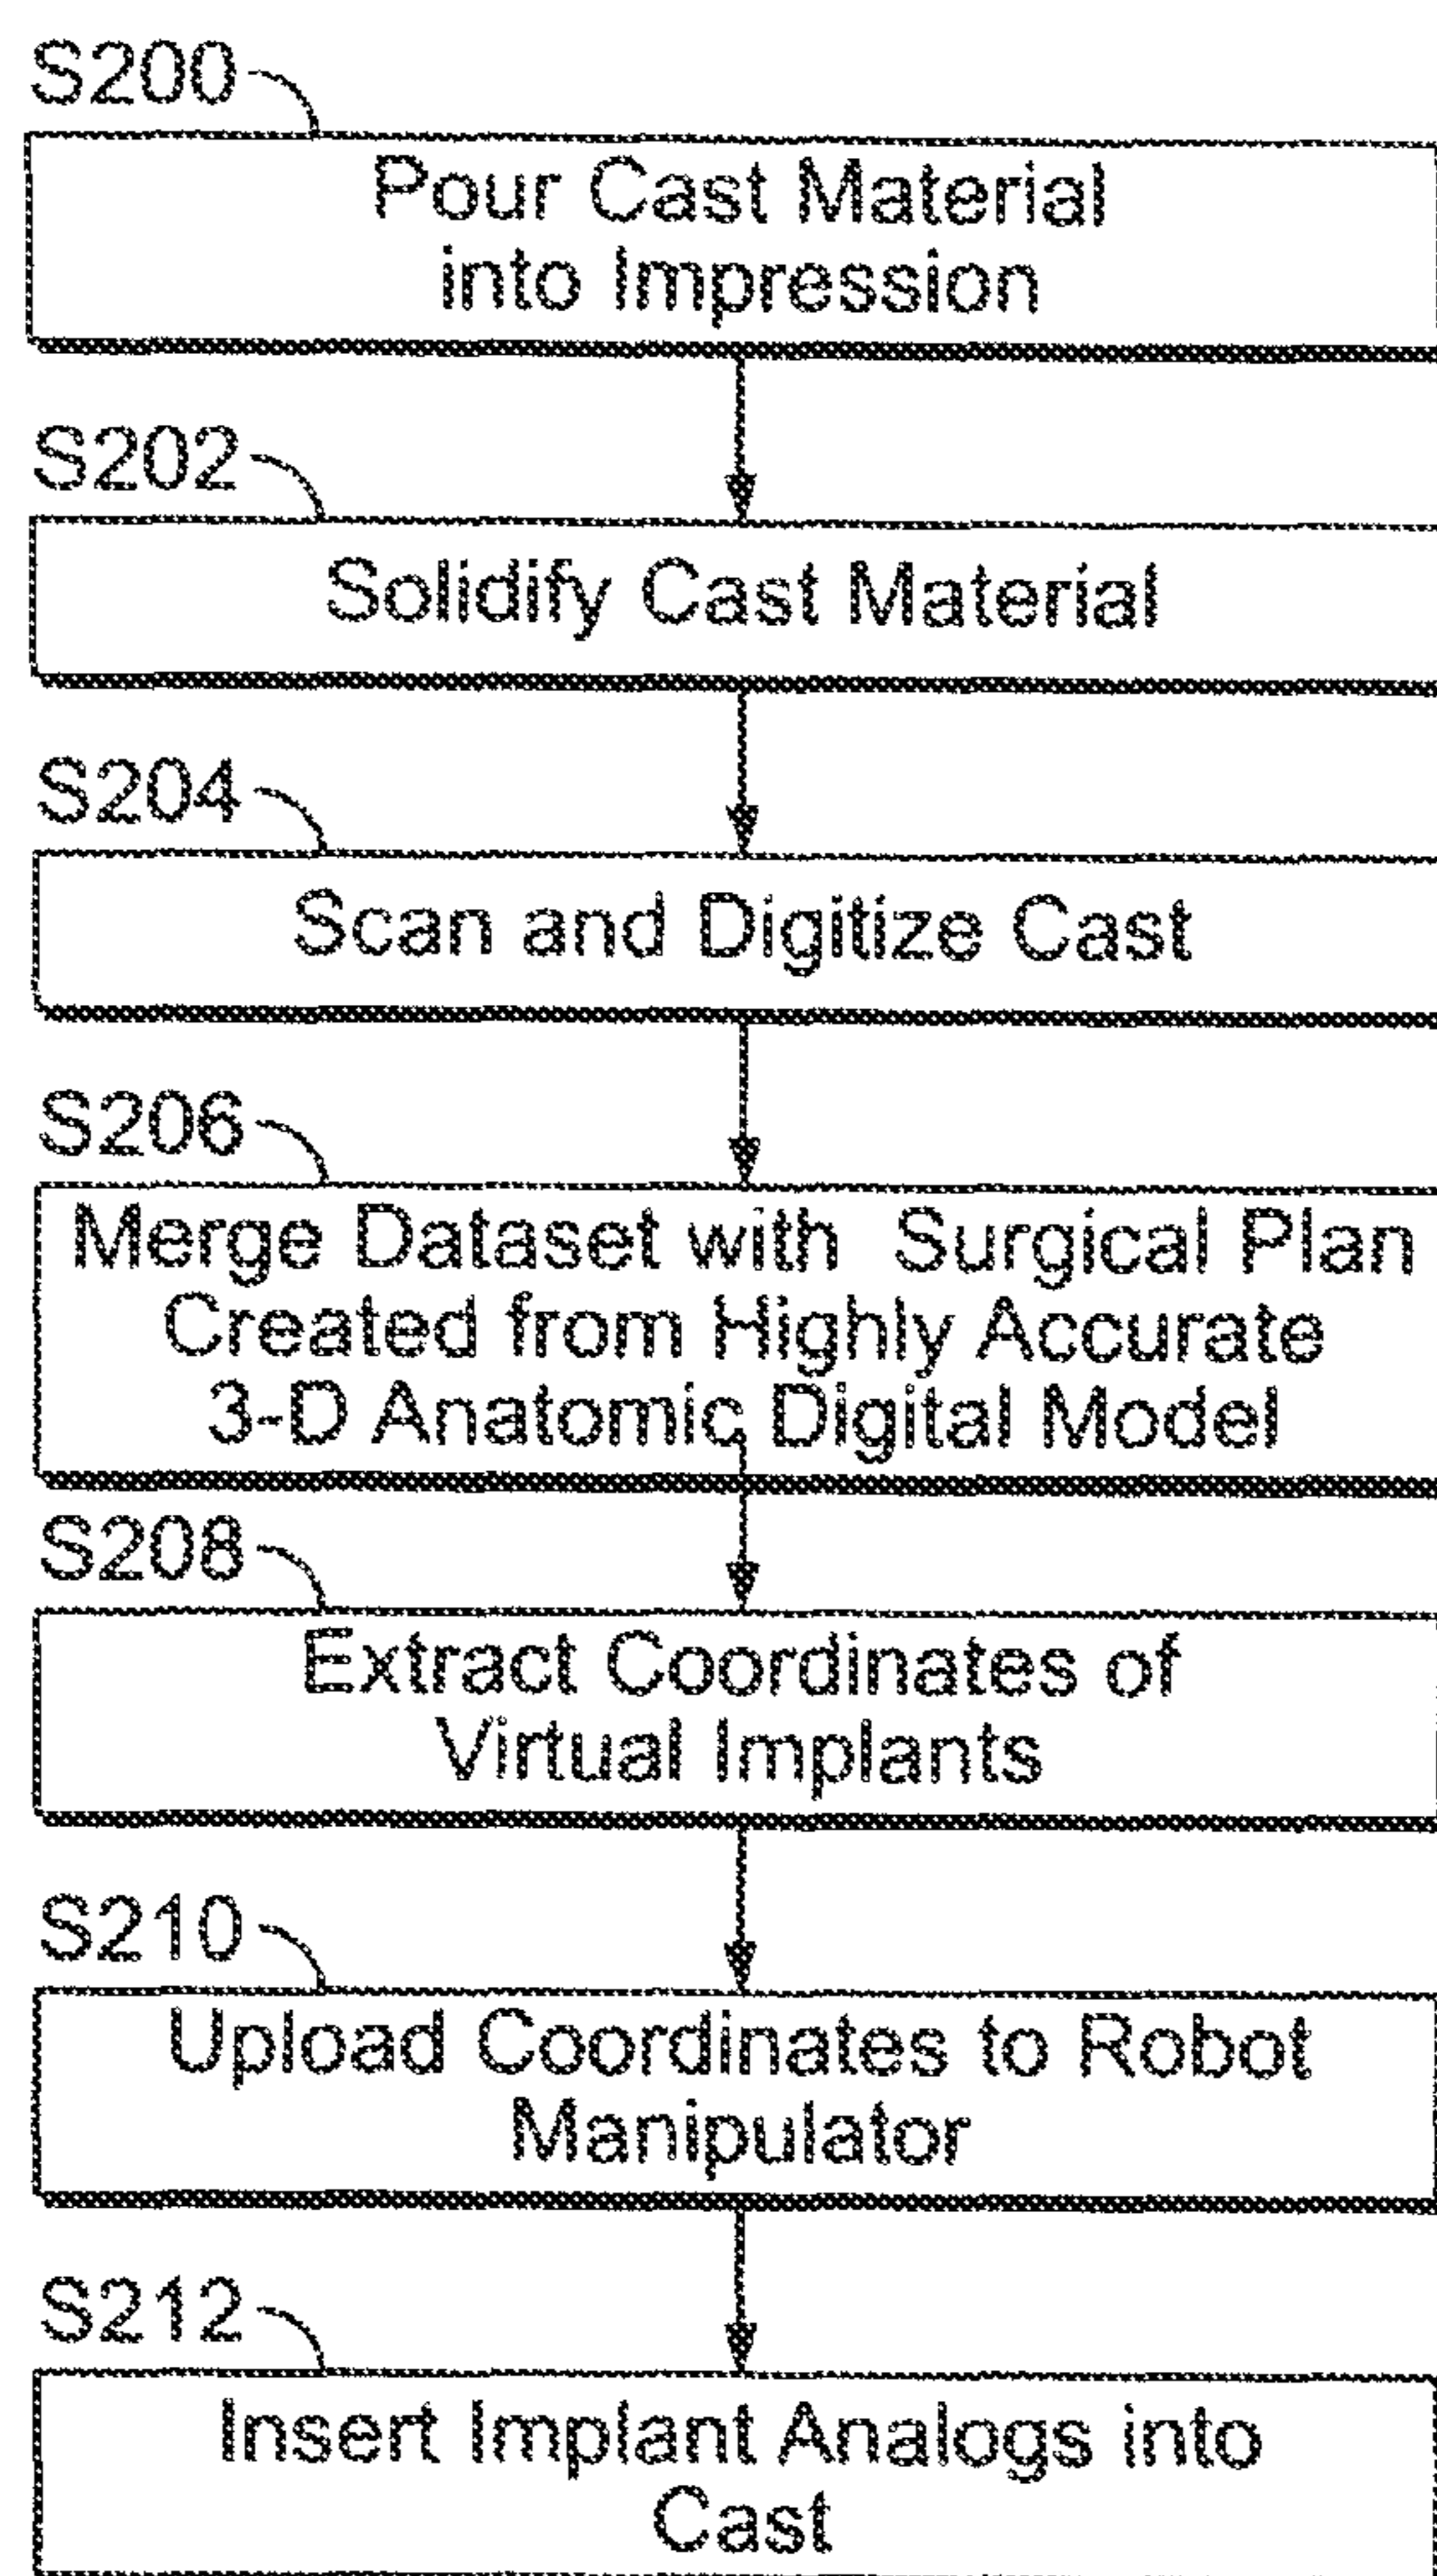 S200
Pour Cast Material
into Impression
S202
Solidify Cast Material
S204
Scan and Digitize Cast
S206
Merge Dataset with Surgical Plan
Created from Highly Accurate
3-D Anatomic Digital Model
S208
Extract Coordinates of
Virtual Implants
S210
Upload Coordinates to Robot
Manipulator
S212
Insert Implant Analogs into
Cast